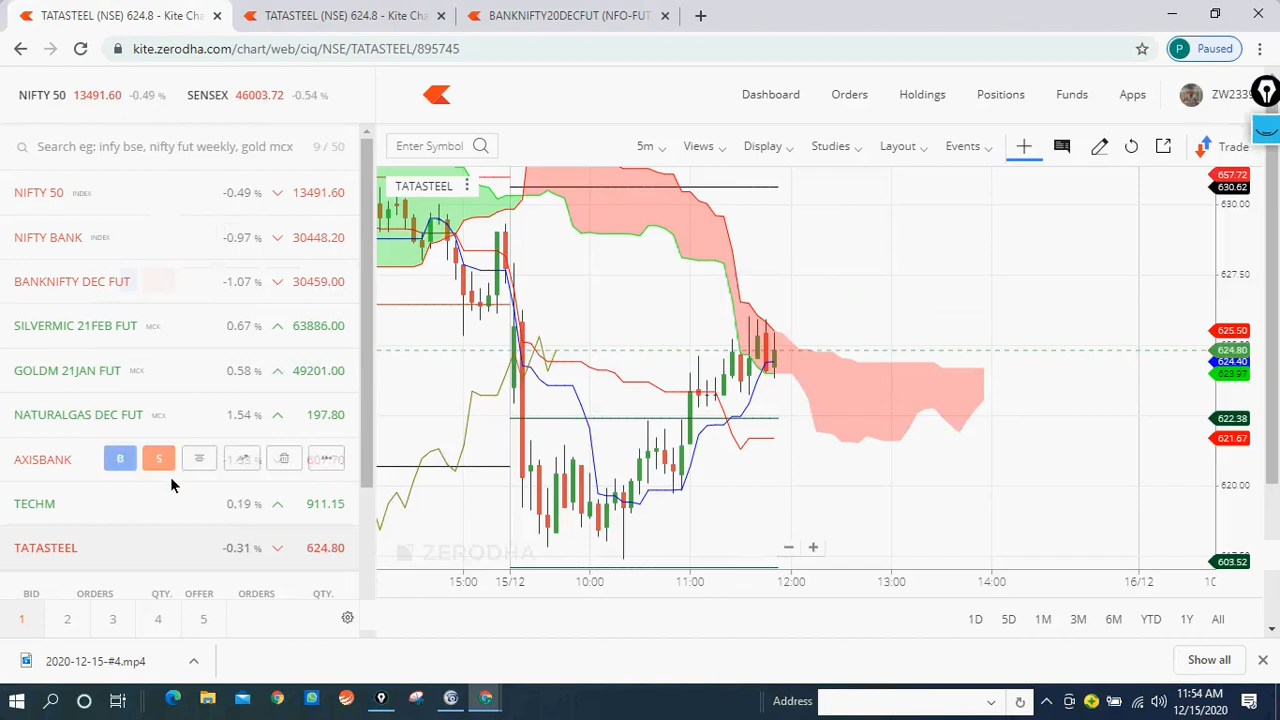 TATASTEEL (NSE) 624.8 - Kite Cha
TATASTEEL (NSE) 624.8 - Kite Cha
BANKNIFTY20DECFUT (NFO-FUT
kite.zerodha.com/chart/web/ciq/NSE/TATASTEEL/895745
P Paused
NIFTY 50 13491.60 -0.49 % SENSEX 46003.72 -0.54 %
Dashboard Orders Holdings Positions Funds Apps ZW2339
Search eg: infy bse, nifty fut weekly, gold mcx 9 / 50
Enter Symbol 5m Views Display Studies Layout Events Trade
NIFTY 50 INDEX -0.49 % 13491.60
NIFTY BANK INDEX -0.97 % 30448.20
BANKNIFTY DEC FUT -1.07 % 30459.00
SILVERMIC 21FEB FUT MCX 0.67 % 63886.00
GOLDM 21JAN FUT MCX 0.58 % 49201.00
NATURALGAS DEC FUT MCX 1.54 % 197.80
AXISBANK B S
TECHM 0.19 % 911.15
TATASTEEL -0.31 % 624.80
BID ORDERS QTY. OFFER ORDERS QTY.
1 2 3 4 5
TATASTEEL
657.72
630.62
630.00
627.50
625.50
624.80
624.40
623.97
622.38
621.67
620.00
603.52
ZERODHA
15:00 15/12 10:00 11:00 12:00 13:00 14:00 16/12
1D 5D 1M 3M 6M YTD 1Y All
2020-12-15-#4.mp4
Show all
Address
11:54 AM
12/15/2020